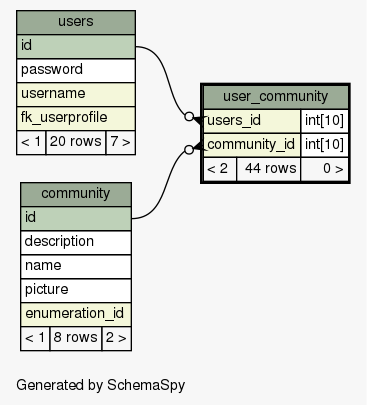 users
id
password
username
fk_userprofile
< 1 20 rows 7 >
user_community
users_id int[10]
community_id int[10]
< 2 44 rows 0 >
community
id
description
name
picture
enumeration_id
< 1 8 rows 2 >
Generated by SchemaSpy